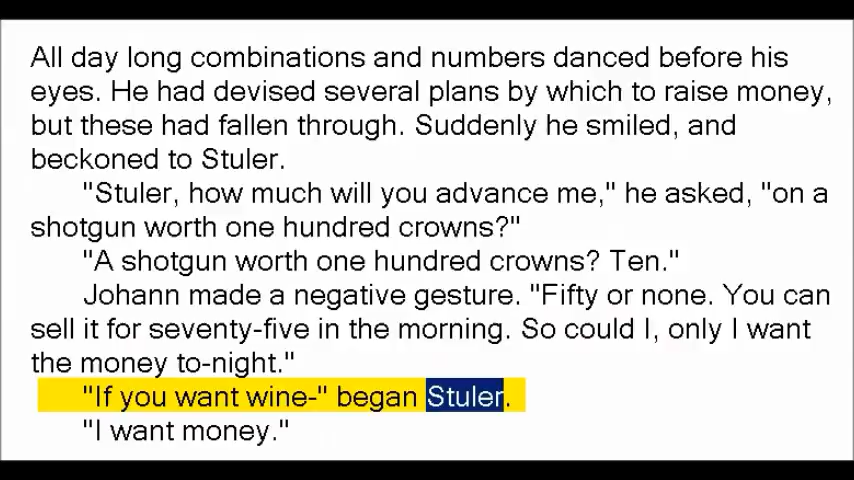 All day long combinations and numbers danced before his
eyes. He had devised several plans by which to raise money,
but these had fallen through. Suddenly he smiled, and
beckoned to Stuler.
"Stuler, how much will you advance me," he asked, "on a
shotgun worth one hundred crowns?"
"A shotgun worth one hundred crowns? Ten."
Johann made a negative gesture. "Fifty or none. You can
sell it for seventy-five in the morning. So could I, only I want
the money to-night."
"If you want wine-" began Stuler.
"I want money."